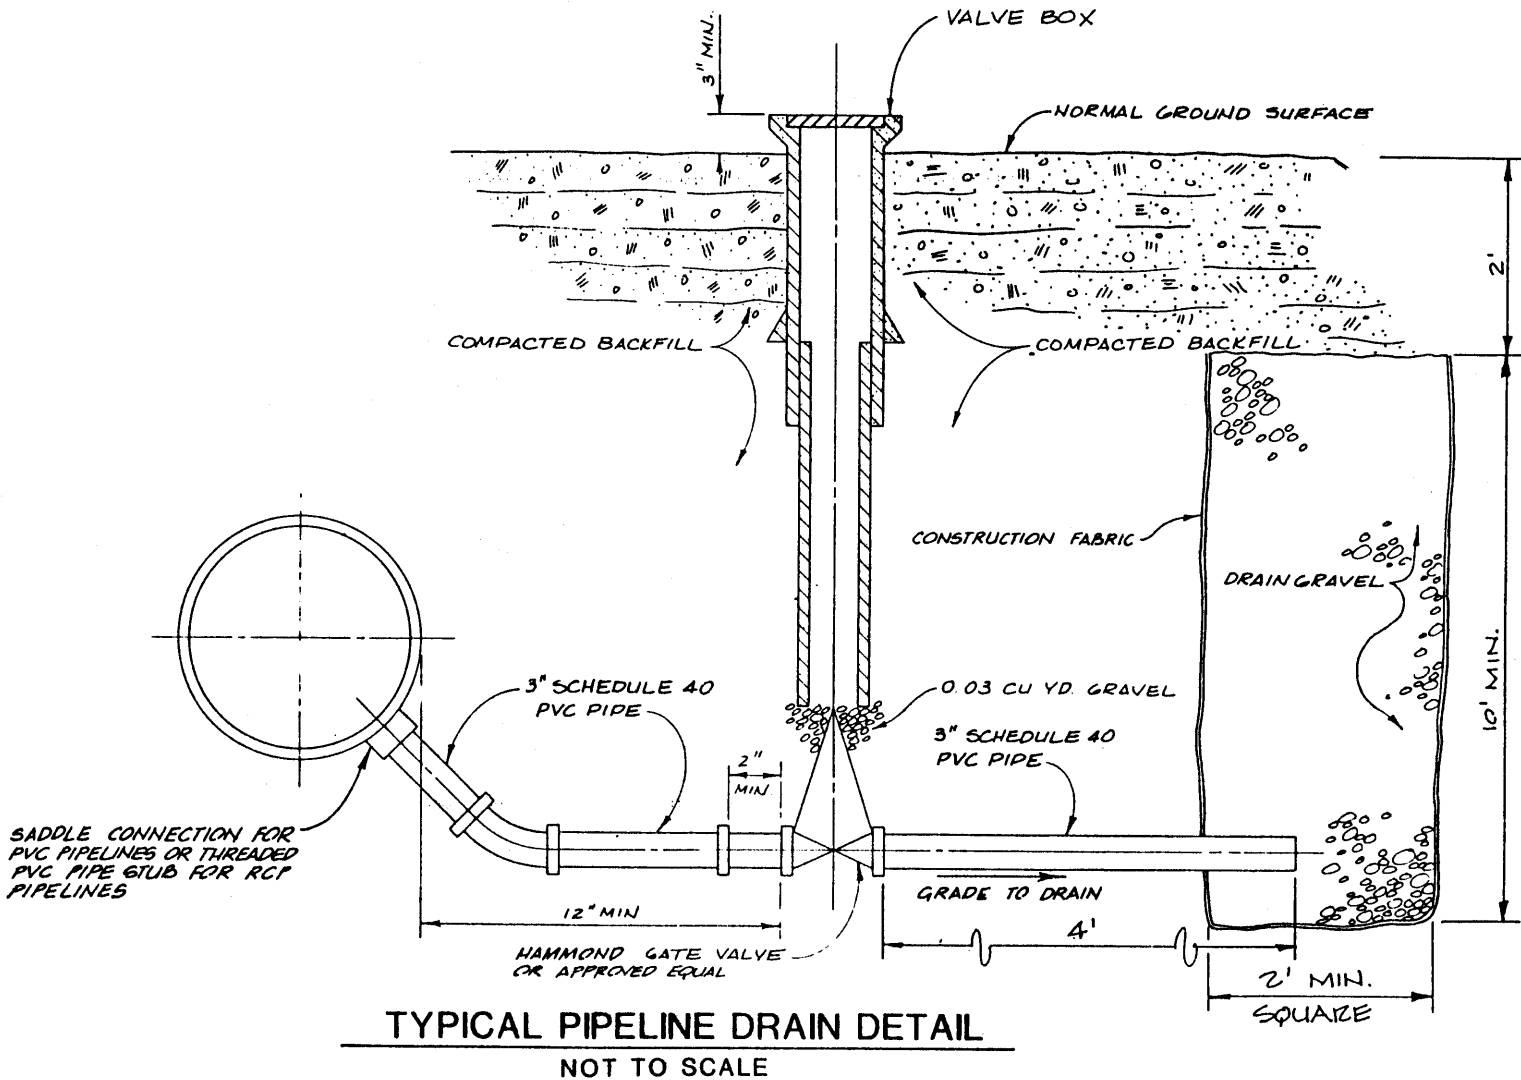 VALVE BOX
3" MIN.
NORMAL GROUND SURFACE
2'
COMPACTED BACKFILL
COMPACTED BACKFILL
CONSTRUCTION FABRIC
DRAIN GRAVEL
10' MIN.
3" SCHEDULE 40
PVC PIPE
0.03 CU YD. GRAVEL
3" SCHEDULE 40
PVC PIPE
2"
MIN.
SADDLE CONNECTION FOR
PVC PIPELINES OR THREADED
PVC PIPE STUB FOR RCP
PIPELINES
GRADE TO DRAIN
12" MIN
4'
HAMMOND GATE VALVE
OR APPROVED EQUAL
2' MIN.
SQUARE
TYPICAL PIPELINE DRAIN DETAIL
NOT TO SCALE